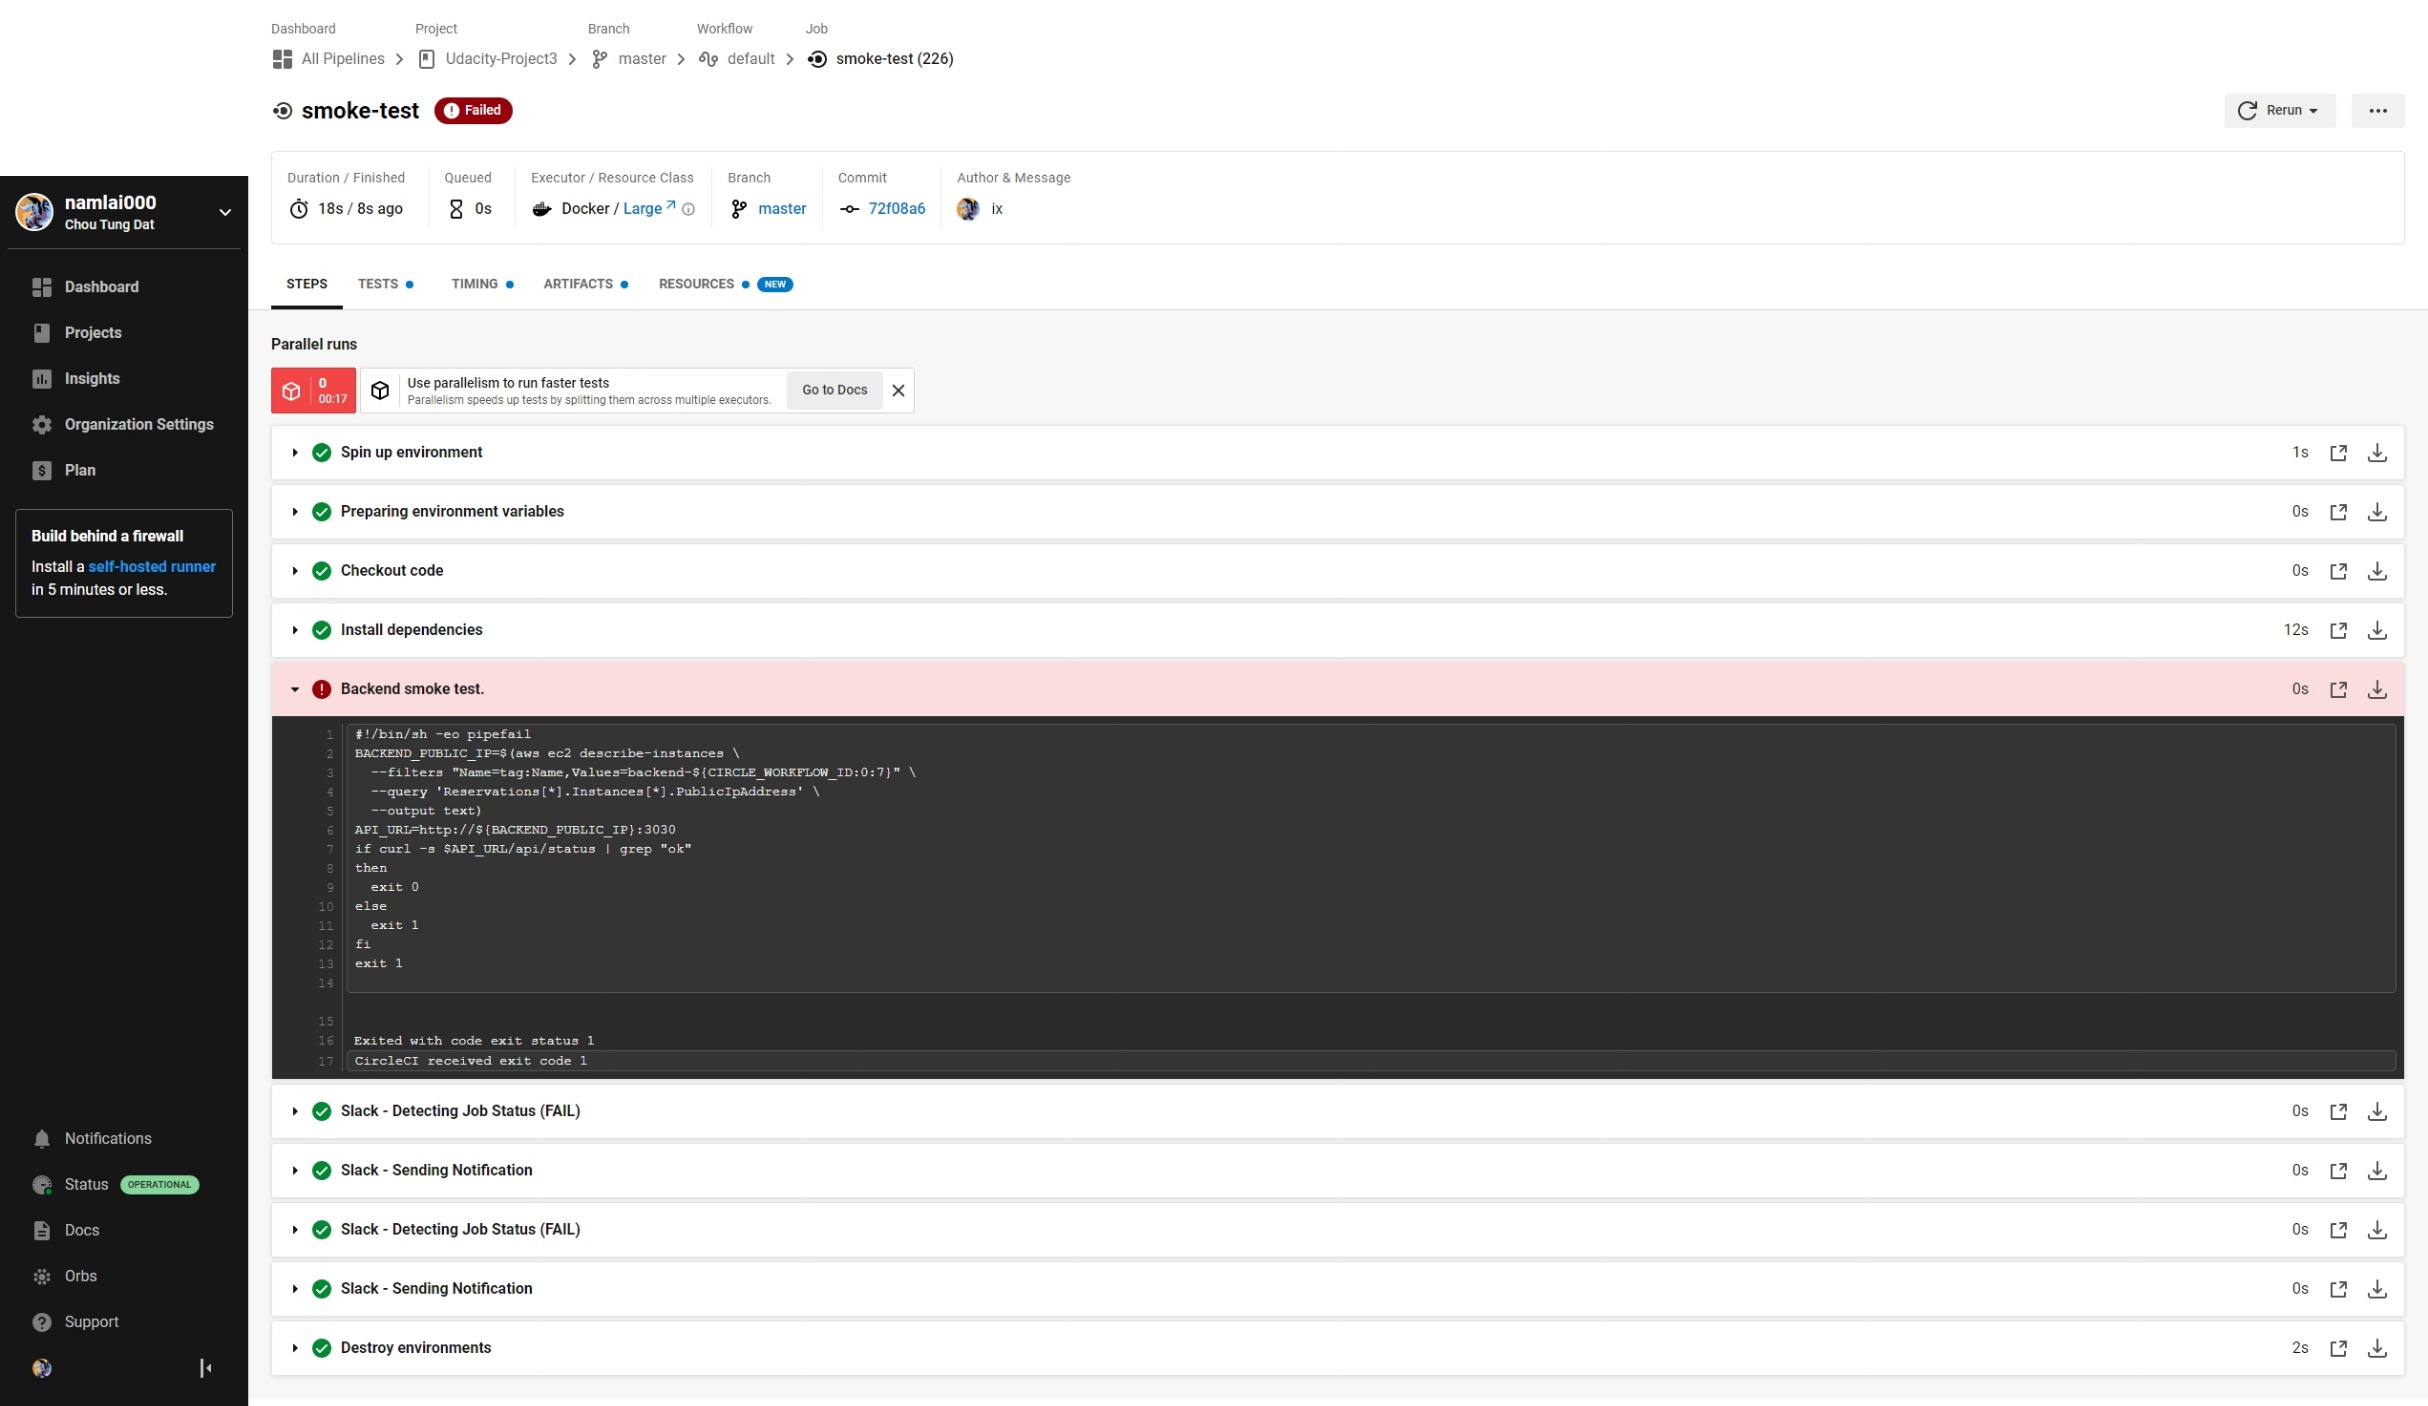 Dashboard Project Branch Workflow Job
All Pipelines Udacity-Project3 master default smoke-test (226)
smoke-test Failed
Rerun
namlai000
Chou Tung Dat
Dashboard
Projects
Insights
Organization Settings
Plan
Build behind a firewall
Install a self-hosted runner
in 5 minutes or less.
Notifications
Status OPERATIONAL
Docs
Orbs
Support
Duration / Finished Queued Executor / Resource Class Branch Commit Author & Message
18s / 8s ago 0s Docker / Large master 72f08a6 ix
STEPS TESTS TIMING ARTIFACTS RESOURCES NEW
Parallel runs
0
00:17
Use parallelism to run faster tests
Parallelism speeds up tests by splitting them across multiple executors.
Go to Docs
Spin up environment 1s
Preparing environment variables 0s
Checkout code 0s
Install dependencies 12s
Backend smoke test. 0s
1 #!/bin/sh -eo pipefail
2 BACKEND_PUBLIC_IP=$(aws ec2 describe-instances \
3 --filters "Name=tag:Name,Values=backend-${CIRCLE_WORKFLOW_ID:0:7}" \
4 --query 'Reservations[*].Instances[*].PublicIpAddress' \
5 --output text)
6 API_URL=http://${BACKEND_PUBLIC_IP}:3030
7 if curl -s $API_URL/api/status | grep "ok"
8 then
9 exit 0
10 else
11 exit 1
12 fi
13 exit 1
14
15
16 Exited with code exit status 1
17 CircleCI received exit code 1
Slack - Detecting Job Status (FAIL) 0s
Slack - Sending Notification 0s
Slack - Detecting Job Status (FAIL) 0s
Slack - Sending Notification 0s
Destroy environments 2s